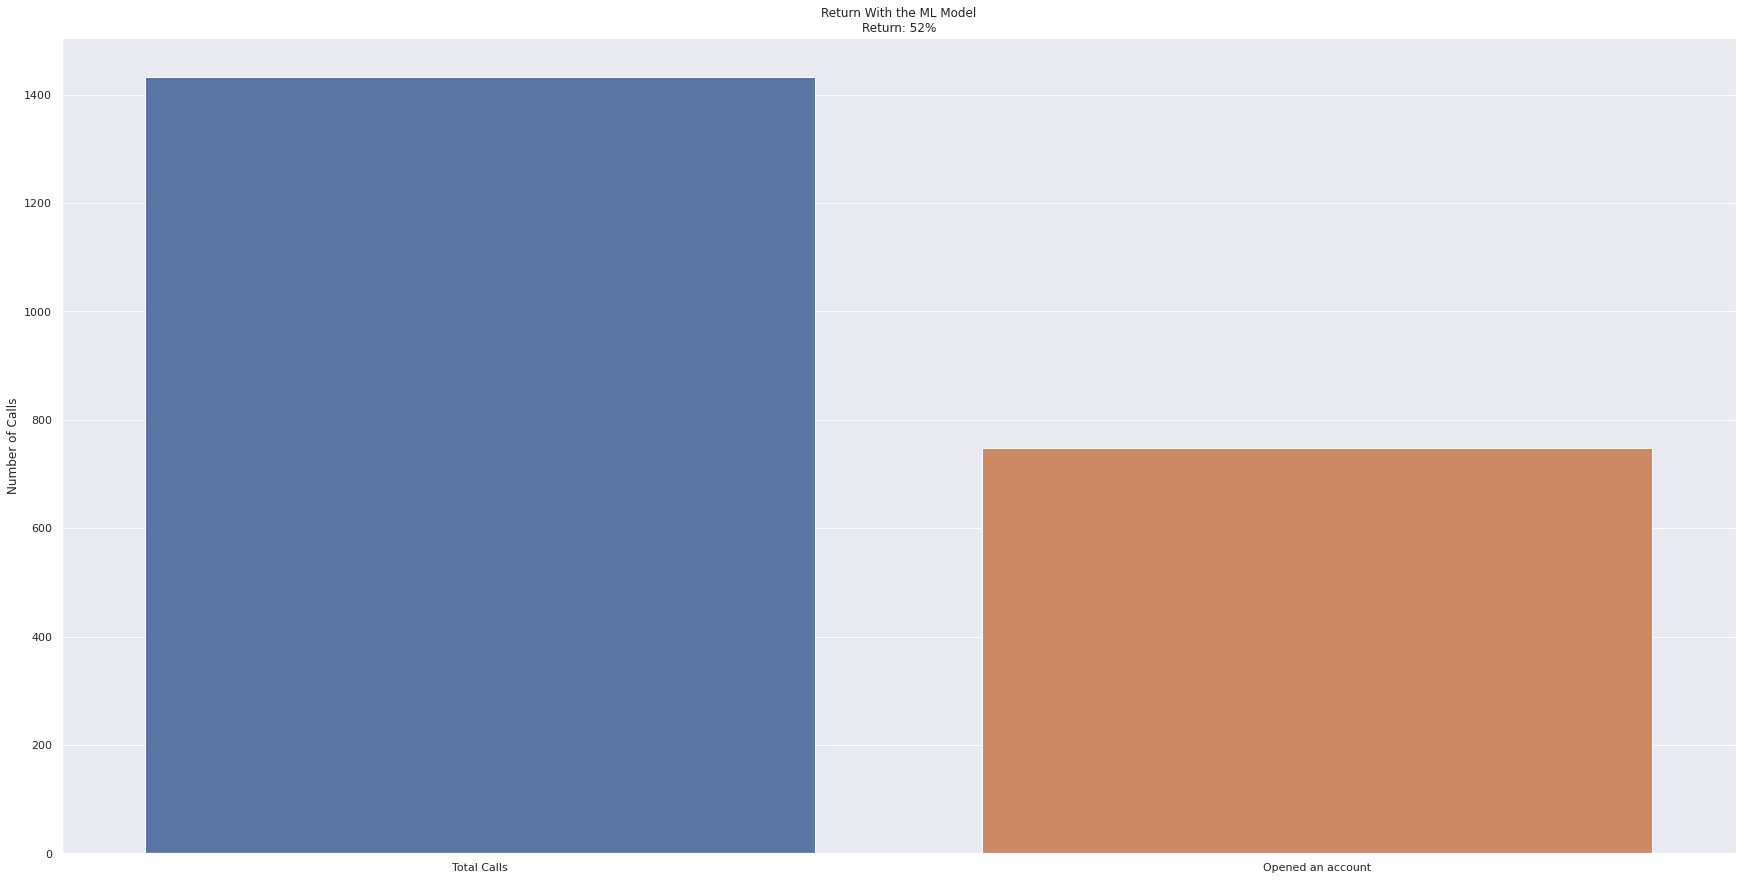 Return With the ML Model
Return: 52%
Number of Calls
1400
1200
1000
800
600
400
200
0
Total Calls
Opened an account